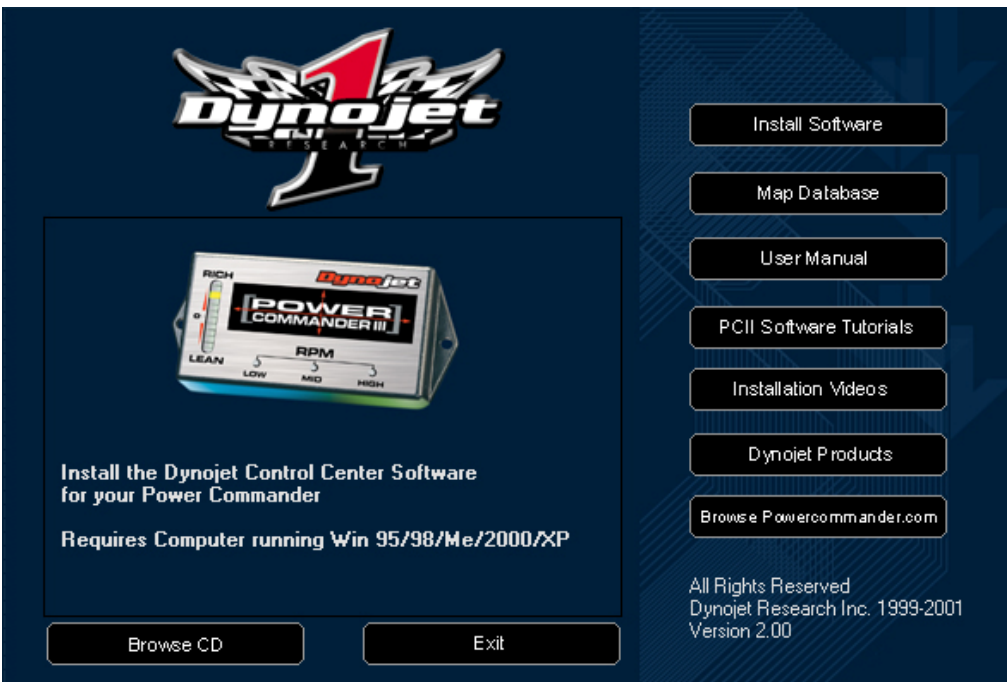 1
Dynojet
RESEARCH
RICH
0
LEAN
Dynojet
POWER
COMMANDER III
RPM
LOW MID HIGH
Install the Dynojet Control Center Software
for your Power Commander
Requires Computer running Win 95/98/Me/2000/XP
Browse CD
Exit
Install Software
Map Database
User Manual
PCII Software Tutorials
Installation Videos
Dynojet Products
Browse Powercommander.com
All Rights Reserved
Dynojet Research Inc. 1999-2001
Version 2.00